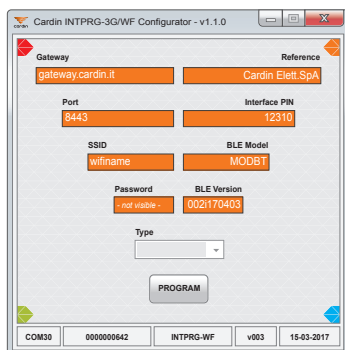 cardin
Cardin INTPRG-3G/WF Configurator - v1.1.0
Gateway Reference
gateway.cardin.it Cardin Elett.SpA
Port Interface PIN
8443 12310
SSID BLE Model
wifiname MODBT
Password BLE Version
- not visible - 002i170403
Type
PROGRAM
COM30 0000000642 INTPRG-WF v003 15-03-2017